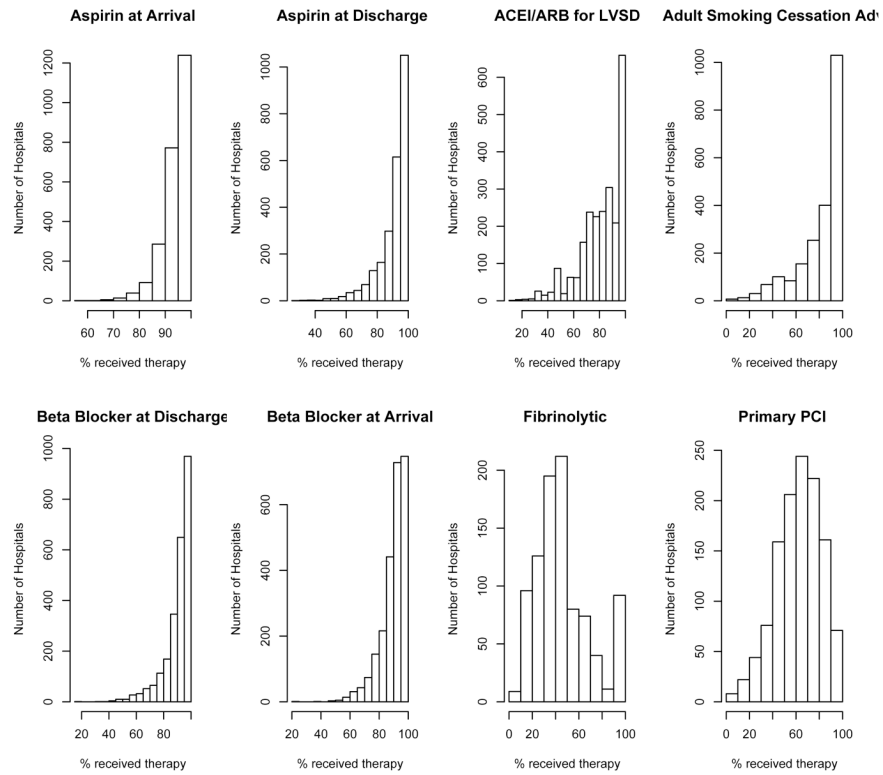 Aspirin at Arrival
Number of Hospitals
0 200 400 600 800 1000 1200
60 70 80 90
% received therapy
Aspirin at Discharge
Number of Hospitals
0 200 400 600 800 1000
40 60 80 100
% received therapy
ACEI/ARB for LVSD
Number of Hospitals
0 100 200 300 400 500 600
20 40 60 80
% received therapy
Adult Smoking Cessation Adv
Number of Hospitals
0 200 400 600 800 1000
0 20 60 100
% received therapy
Beta Blocker at Discharge
Number of Hospitals
0 200 400 600 800 1000
20 40 60 80
% received therapy
Beta Blocker at Arrival
Number of Hospitals
0 200 400 600
20 40 60 80 100
% received therapy
Fibrinolytic
Number of Hospitals
0 50 100 150 200
0 20 60 100
% received therapy
Primary PCI
Number of Hospitals
0 50 100 150 200 250
0 20 60 100
% received therapy